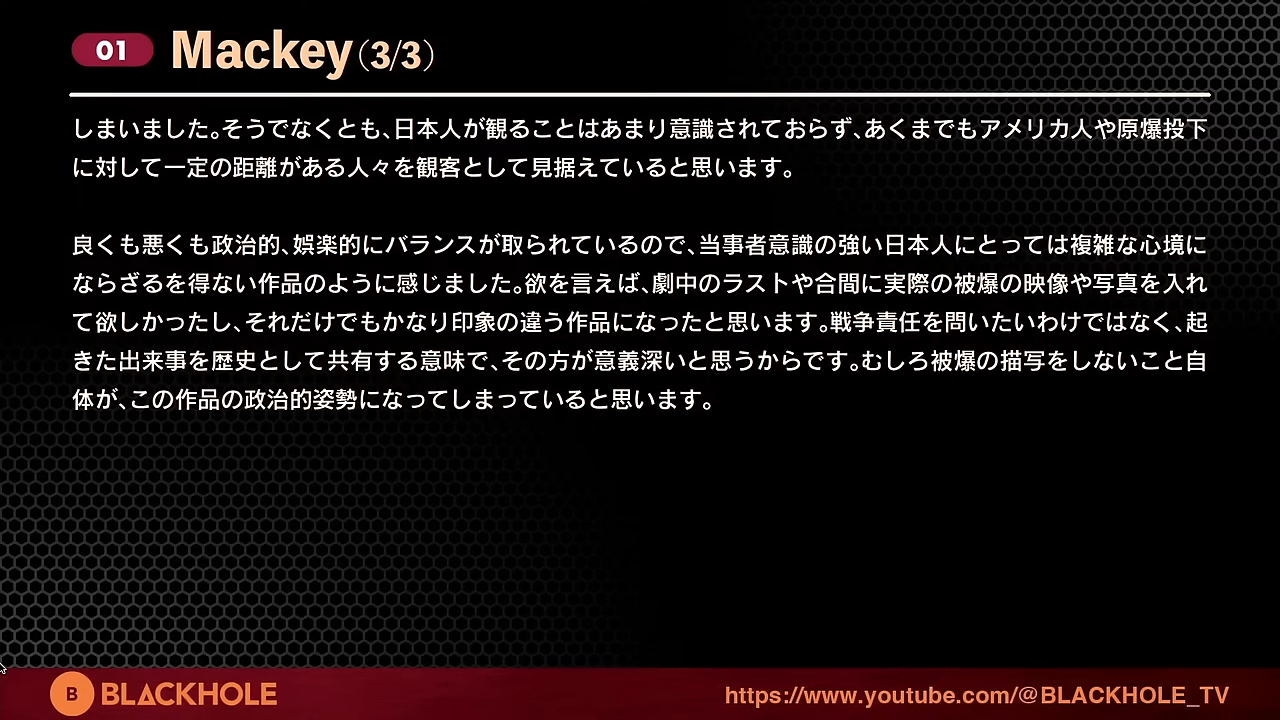 01 Mackey(3/3)
しまいました。そうでなくとも、日本人が観ることはあまり意識されておらず、あくまでもアメリカ人や原爆投下
に対して一定の距離がある人々を観客として見据えていると思います。
良くも悪くも政治的、娯楽的にバランスが取られているので、当事者意識の強い日本人にとっては複雑な心境に
ならざるを得ない作品のように感じました。欲を言えば、劇中のラストや合間に実際の被爆の映像や写真を入れ
て欲しかったし、それだけでもかなり印象の違う作品になったと思います。戦争責任を問いたいわけではなく、起
きた出来事を歴史として共有する意味で、その方が意義深いと思うからです。むしろ被爆の描写をしないこと自
体が、この作品の政治的姿勢になってしまっていると思います。
B BLACKHOLE
https://www.youtube.com/@BLACKHOLE_TV